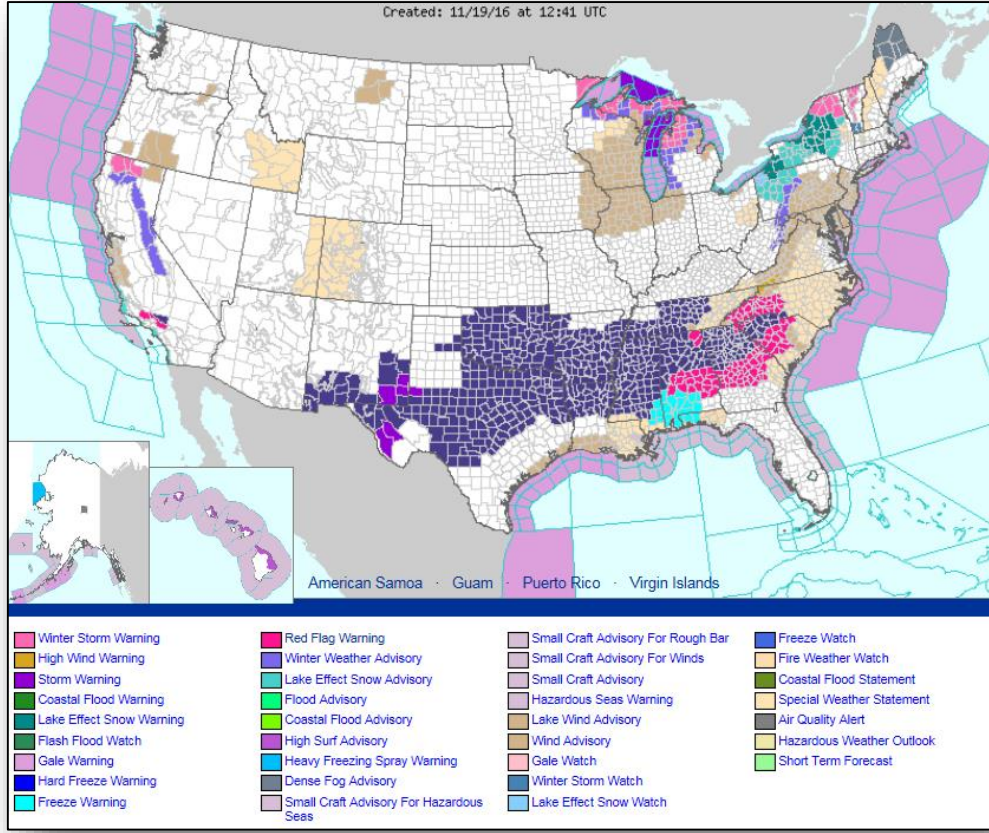 Created: 11/19/16 at 12:41 UTC
American Samoa · Guam · Puerto Rico · Virgin Islands
Winter Storm Warning
High Wind Warning
Storm Warning
Coastal Flood Warning
Lake Effect Snow Warning
Flash Flood Watch
Gale Warning
Hard Freeze Warning
Freeze Warning
Red Flag Warning
Winter Weather Advisory
Lake Effect Snow Advisory
Flood Advisory
Coastal Flood Advisory
High Surf Advisory
Heavy Freezing Spray Warning
Dense Fog Advisory
Small Craft Advisory For Hazardous
Seas
Small Craft Advisory For Rough Bar
Small Craft Advisory For Winds
Small Craft Advisory
Hazardous Seas Warning
Lake Wind Advisory
Wind Advisory
Gale Watch
Winter Storm Watch
Lake Effect Snow Watch
Freeze Watch
Fire Weather Watch
Coastal Flood Statement
Special Weather Statement
Air Quality Alert
Hazardous Weather Outlook
Short Term Forecast